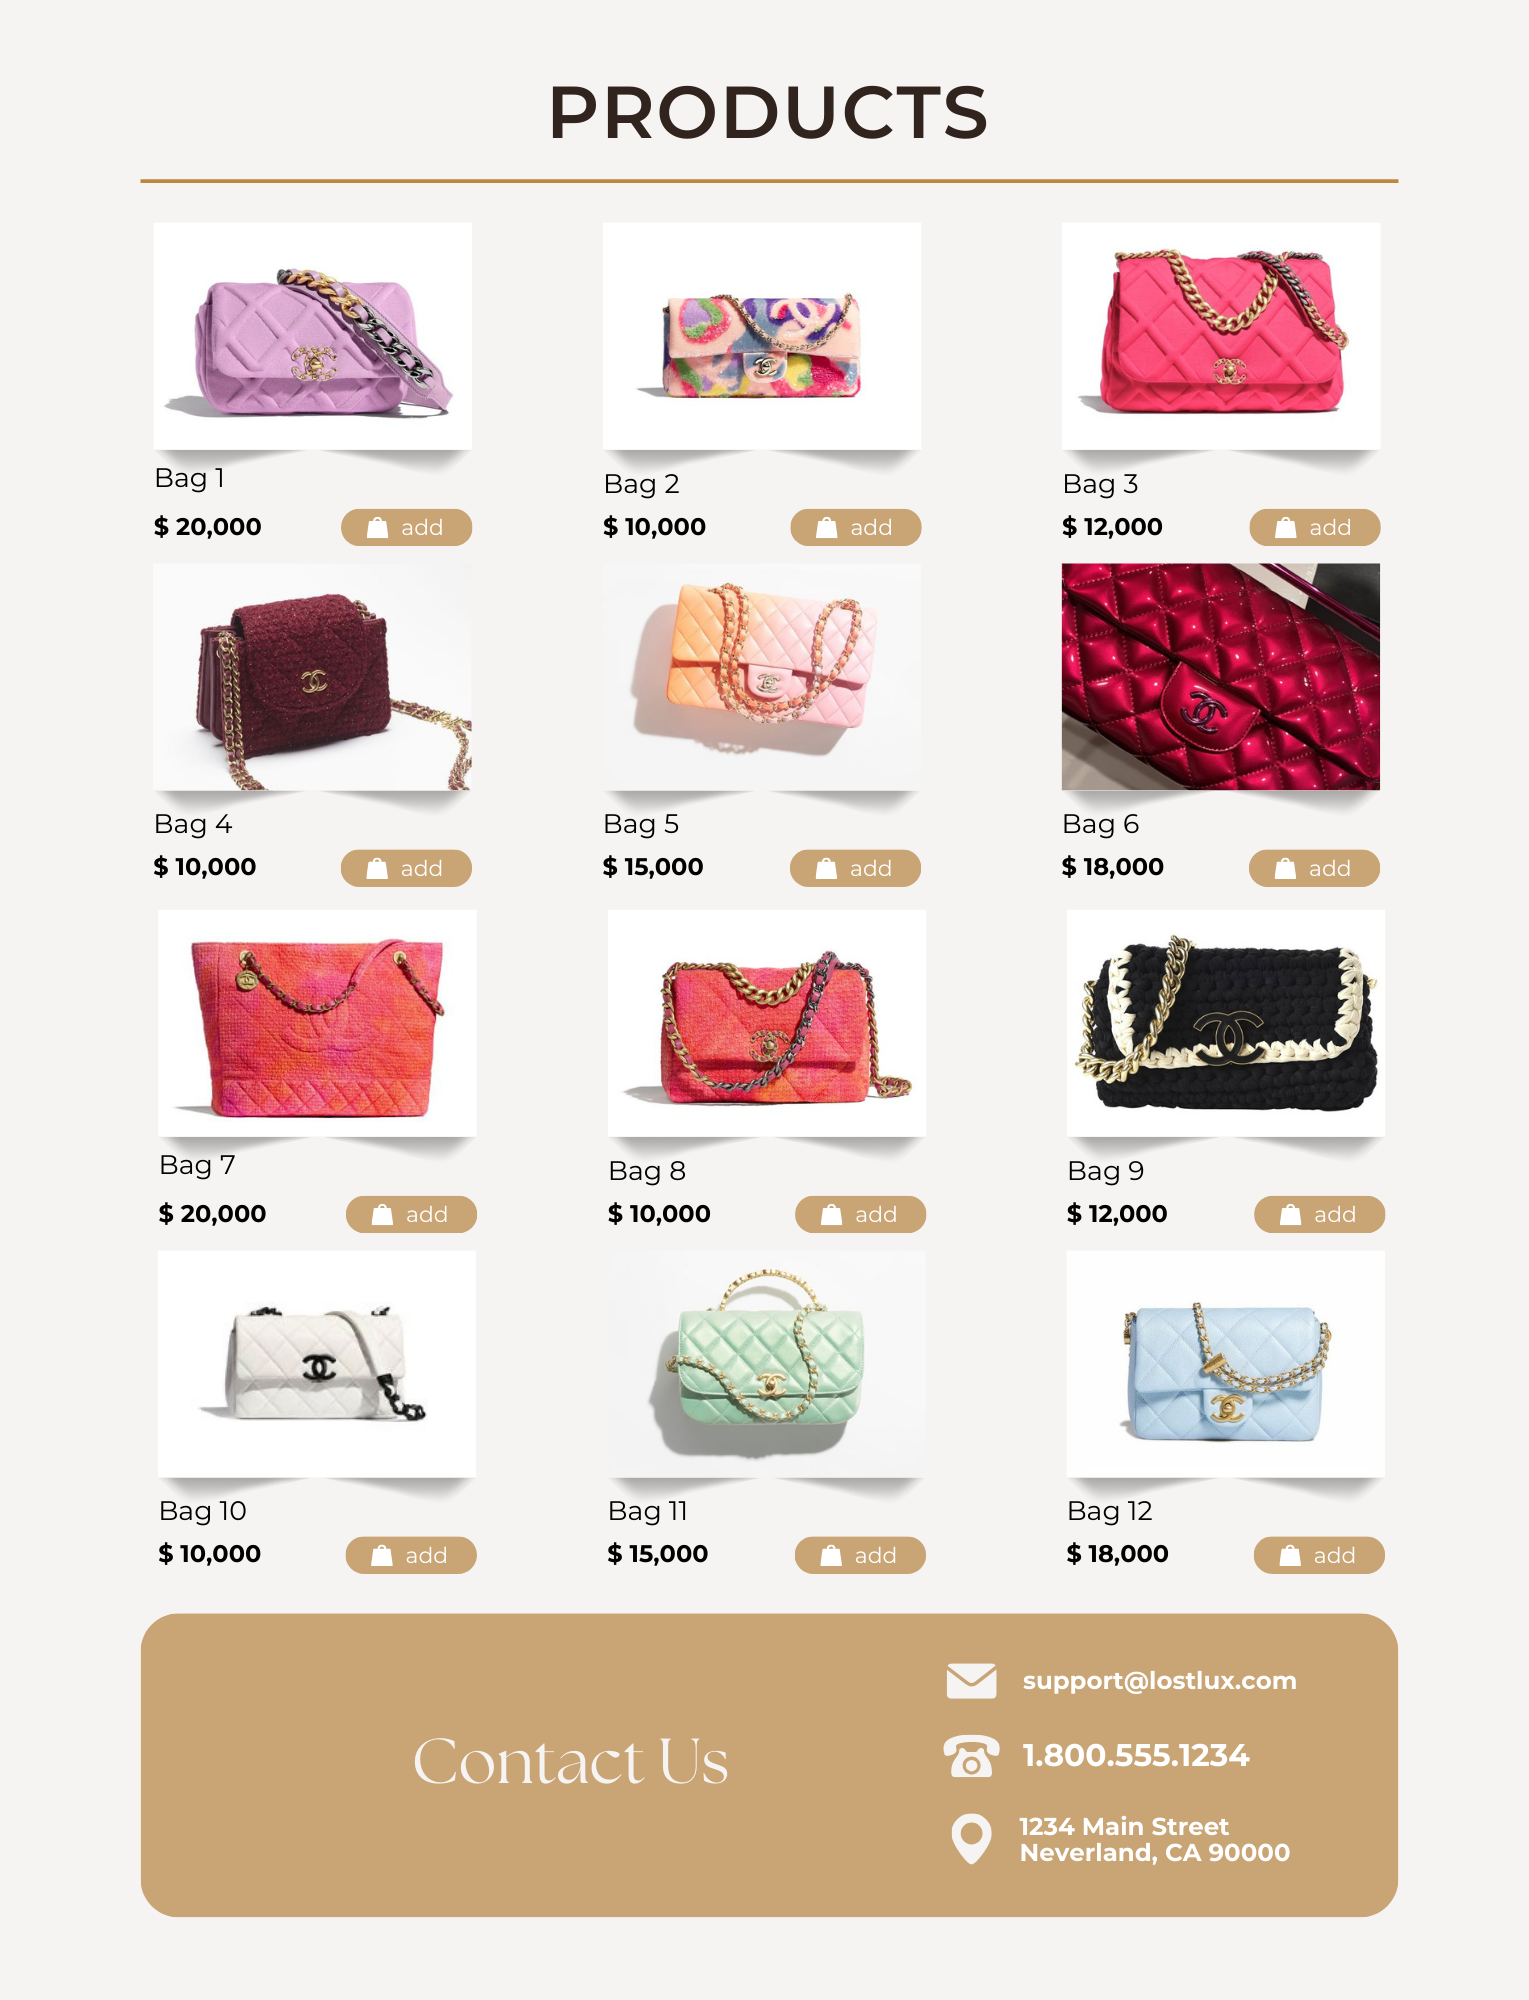 PRODUCTS
Bag 1
$ 20,000
add
Bag 2
$ 10,000
add
Bag 3
$ 12,000
add
Bag 4
$ 10,000
add
Bag 5
$ 15,000
add
Bag 6
$ 18,000
add
Bag 7
$ 20,000
add
Bag 8
$ 10,000
add
Bag 9
$ 12,000
add
Bag 10
$ 10,000
add
Bag 11
$ 15,000
add
Bag 12
$ 18,000
add
Contact Us
support@lostlux.com
1.800.555.1234
1234 Main Street
Neverland, CA 90000